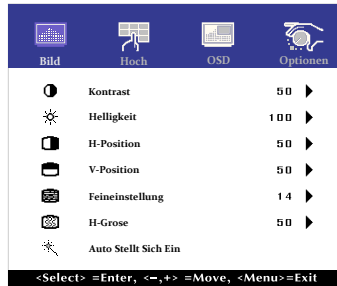 Bild Hoch OSD Optionen
Kontrast 50
Helligkeit 100
H-Position 50
V-Position 50
Feineinstellung 14
H-Grose 50
Auto Stellt Sich Ein
<Select> =Enter, <−,+> =Move, <Menu>=Exit